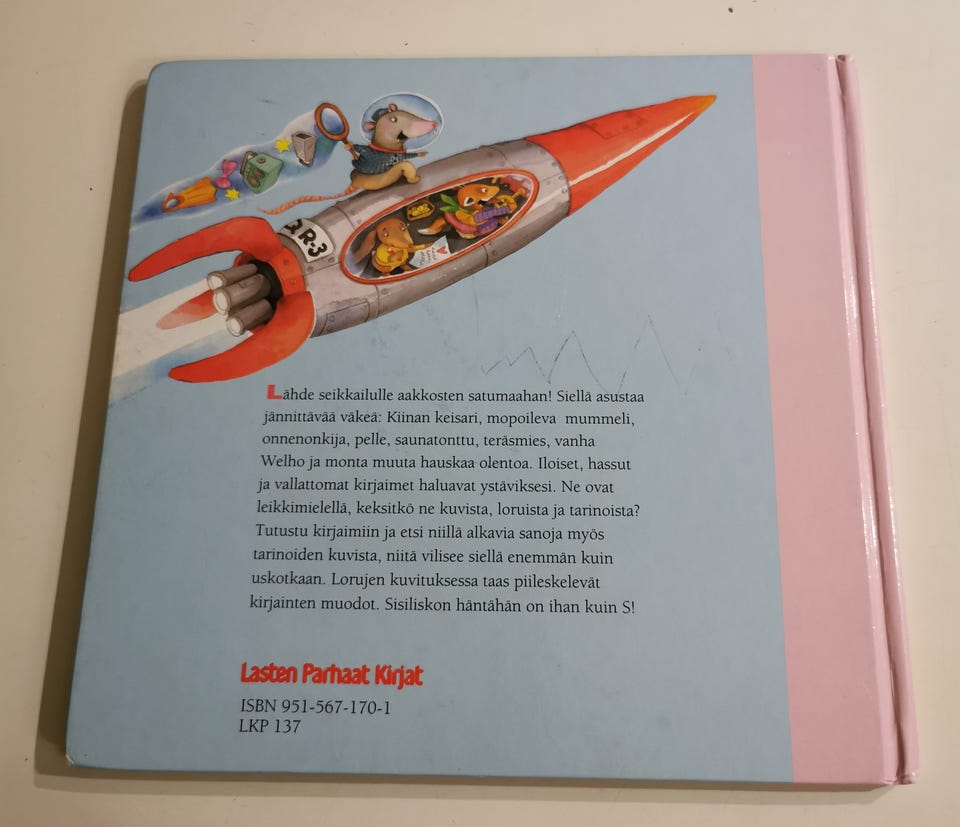 R-3
Lähde seikkailulle aakkosten satumaahan! Siellä asustaa
jännittävää väkeä: Kiinan keisari, mopoileva mummeli,
onnenonkija, pelle, saunatonttu, teräsmies, vanha
Welho ja monta muuta hauskaa olentoa. Iloiset, hassut
ja vallattomat kirjaimet haluavat ystäviksesi. Ne ovat
leikkimielellä, keksitkö ne kuvista, loruista ja tarinoista?
Tutustu kirjaimiin ja etsi niillä alkavia sanoja myös
tarinoiden kuvista, niitä vilisee siellä enemmän kuin
uskotkaan. Lorujen kuvituksessa taas piileskelevät
kirjainten muodot. Sisiliskon häntähän on ihan kuin S!
Lasten Parhaat Kirjat
ISBN 951-567-170-1
LKP 137